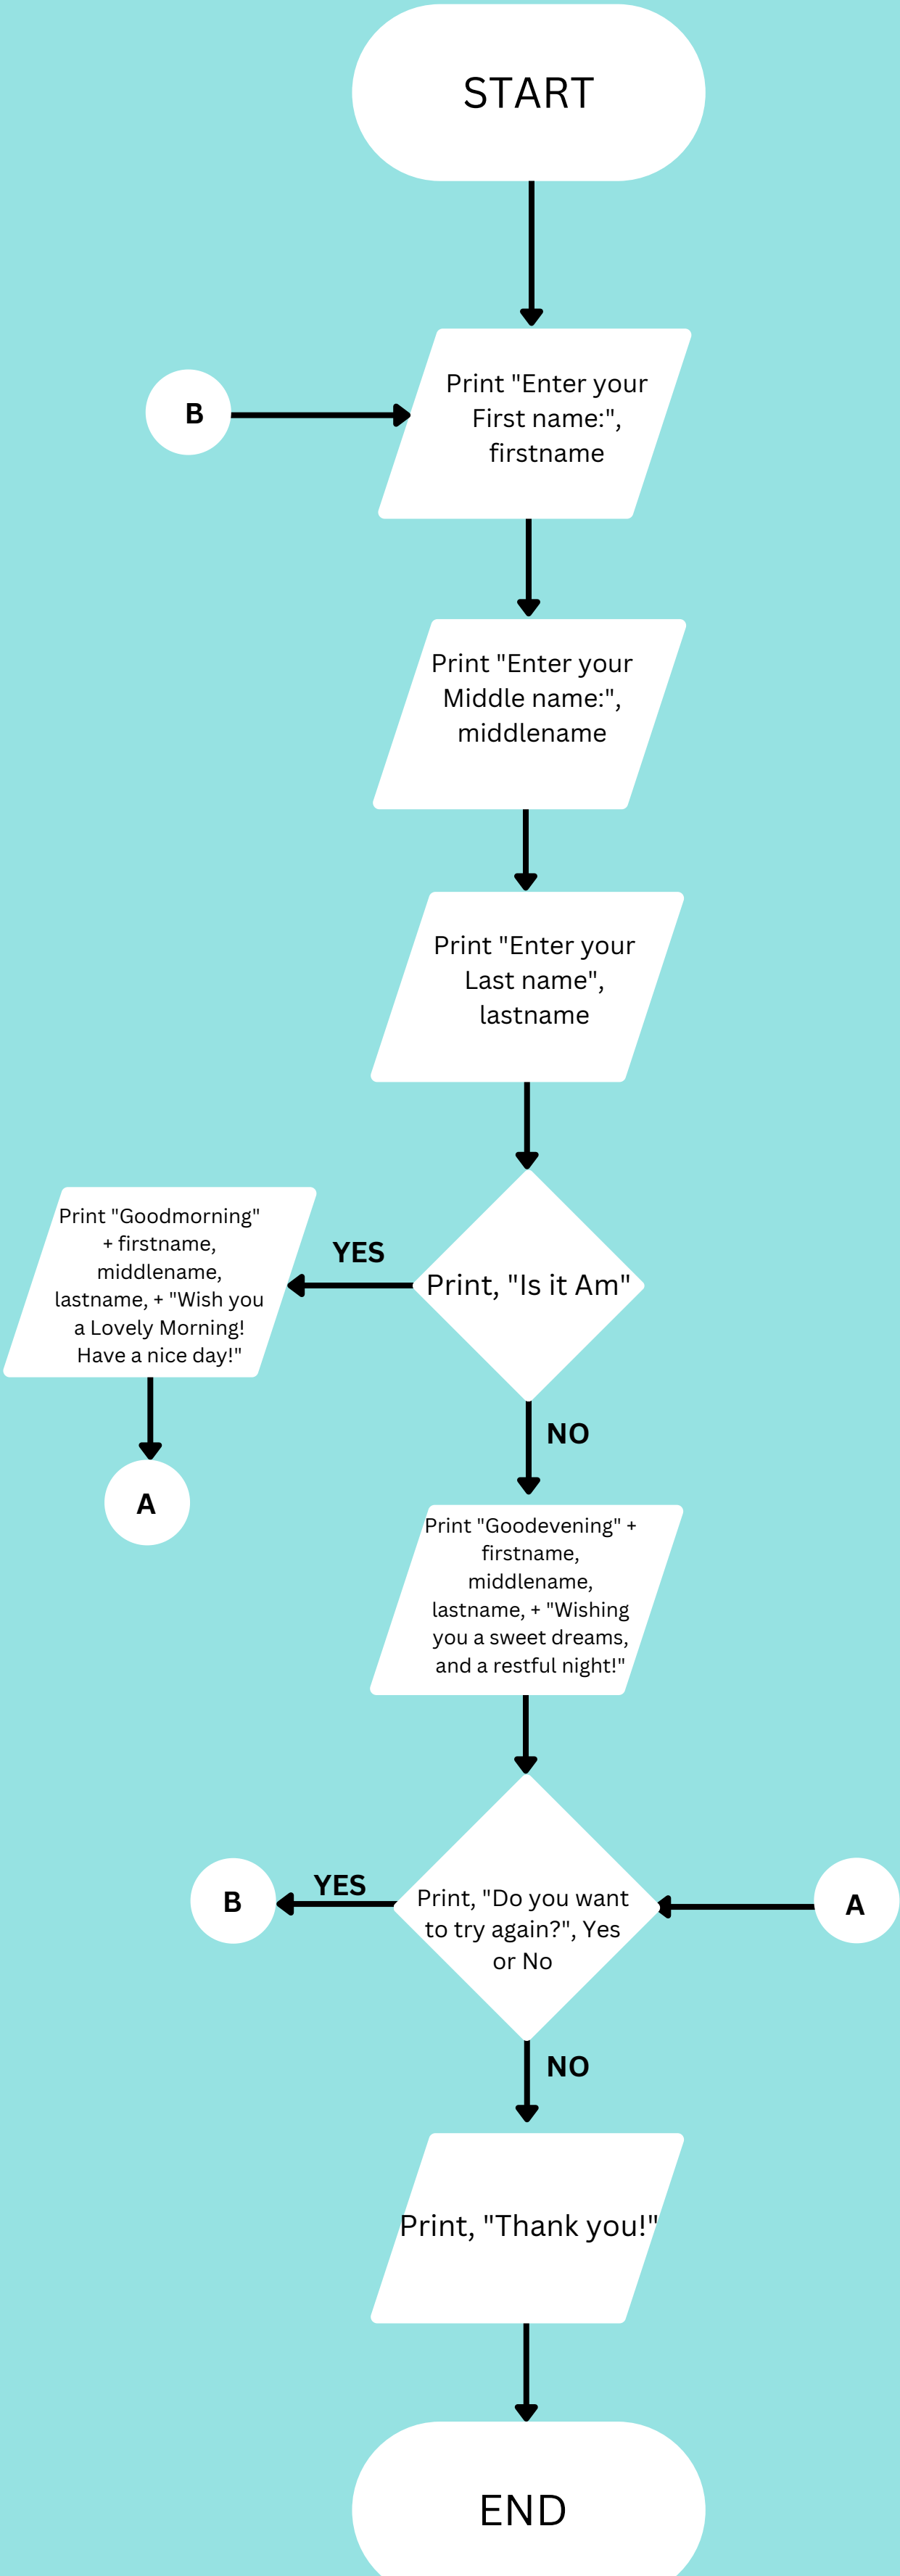 START
B
Print "Enter your
First name:",
firstname
Print "Enter your
Middle name:",
middlename
Print "Enter your
Last name",
lastname
Print "Goodmorning"
+ firstname,
middlename,
lastname, + "Wish you
a Lovely Morning!
Have a nice day!"
YES
Print, "Is it Am"
NO
A
Print "Goodevening" +
firstname,
middlename,
lastname, + "Wishing
you a sweet dreams,
and a restful night!"
B
YES
Print, "Do you want
to try again?", Yes
or No
A
NO
Print, "Thank you!"
END